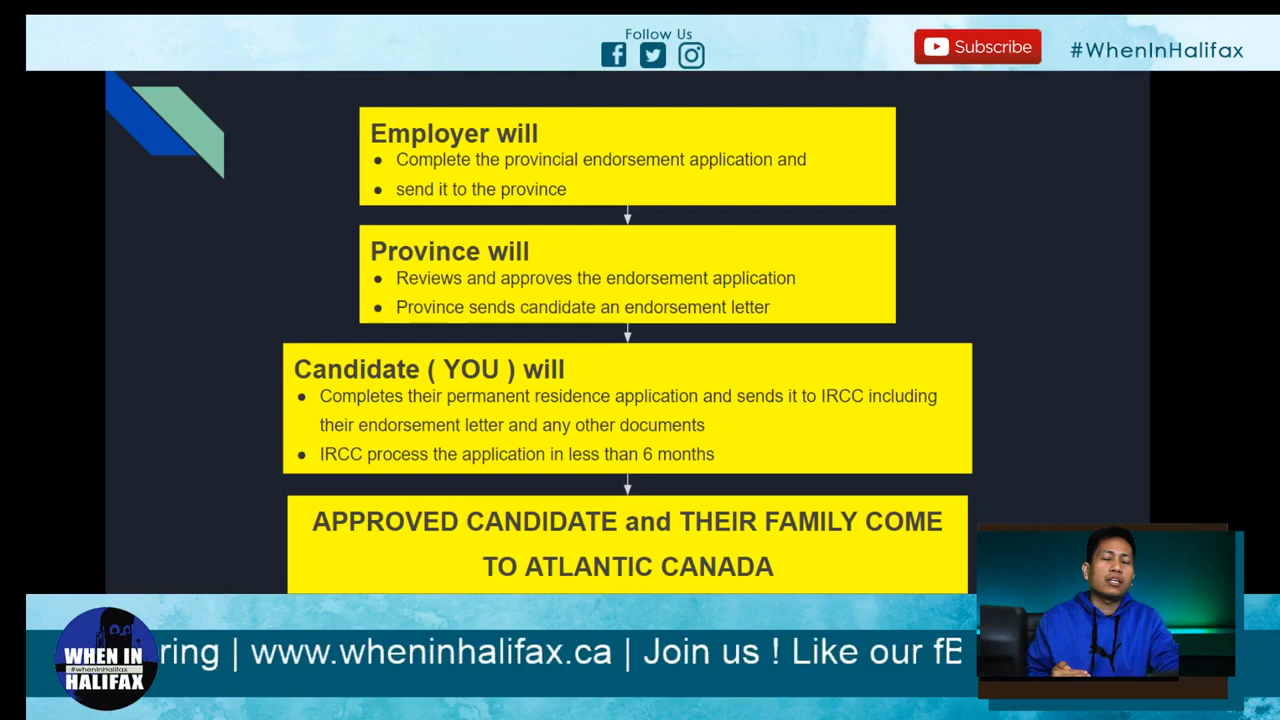 Follow Us
Subscribe
#WhenInHalifax
Employer will
● Complete the provincial endorsement application and
● send it to the province
Province will
● Reviews and approves the endorsement application
● Province sends candidate an endorsement letter
Candidate ( YOU ) will
● Completes their permanent residence application and sends it to IRCC including
their endorsement letter and any other documents
● IRCC process the application in less than 6 months
APPROVED CANDIDATE and THEIR FAMILY COME
TO ATLANTIC CANADA
WHEN IN
#whenInHalifax
HALIFAX
ring | www.wheninhalifax.ca | Join us ! Like our fB